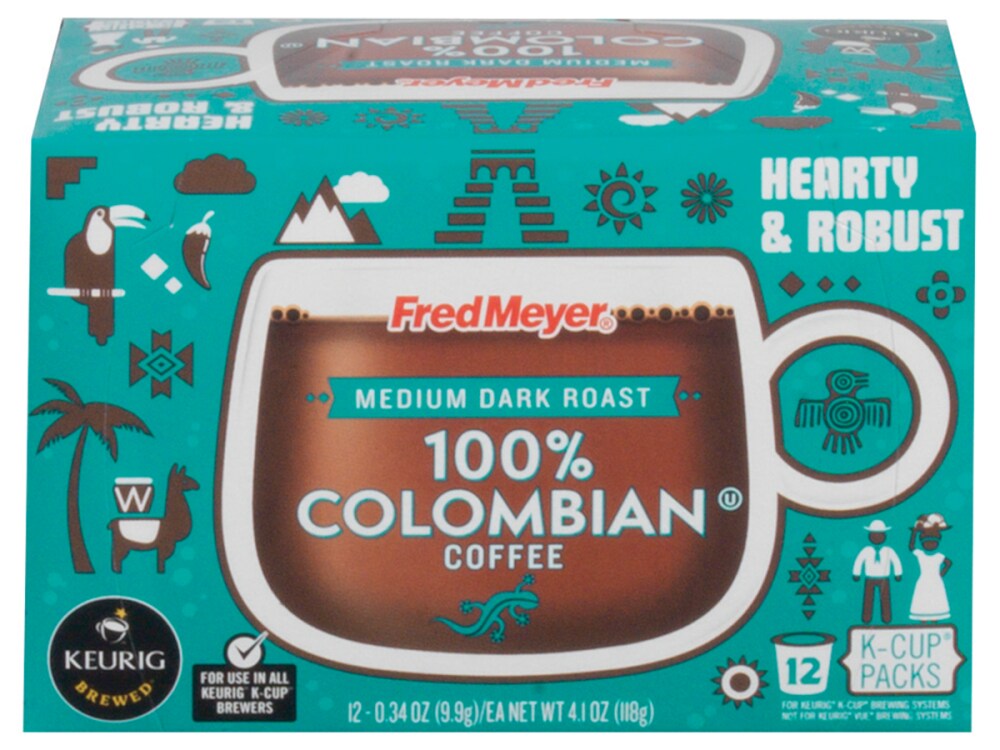 COLOMBIAN
COFFEE
100%
MEDIUM DARK ROAST
FredMeyer
HEARTY
& ROBUST
KEURIG
W
HEARTY
& ROBUST
FredMeyer®
MEDIUM DARK ROAST
100%
COLOMBIAN Ⓤ
COFFEE
W
KEURIG
BREWED
FOR USE IN ALL
KEURIG® K-CUP®
BREWERS
12 - 0.34 OZ (9.9g)/EA NET WT 4.1 OZ (118g)
12
K-CUP®
PACKS
FOR KEURIG® K-CUP® BREWING SYSTEMS
NOT FOR KEURIG® VUE® BREWING SYSTEMS